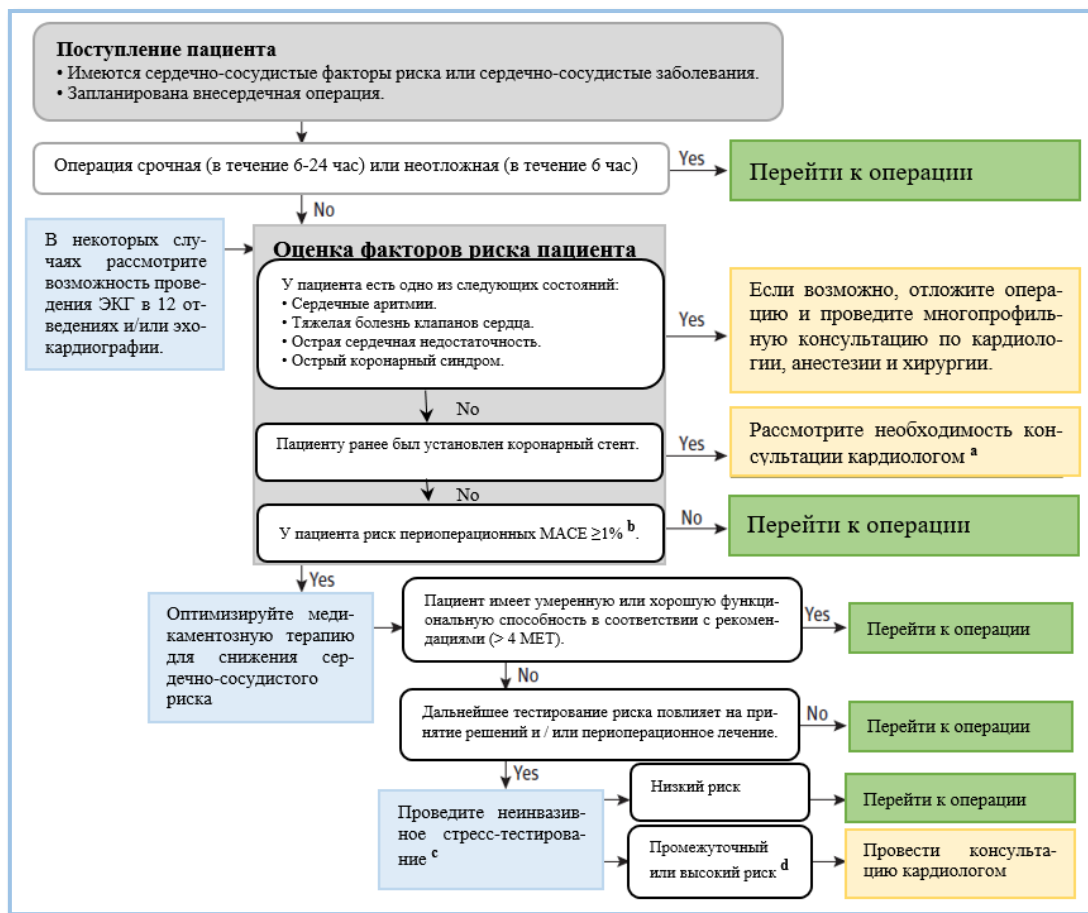 Поступление пациента
• Имеются сердечно-сосудистые факторы риска или сердечно-сосудистые заболевания.
• Запланирована внесердечная операция.
Операция срочная (в течение 6-24 час) или неотложная (в течение 6 час)
Yes
Перейти к операции
No
В некоторых слу-
чаях рассмотрите
возможность прове-
дения ЭКГ в 12 от-
ведениях и/или эхо-
кардиографии.
Оценка факторов риска пациента
У пациента есть одно из следующих состояний:
• Сердечные аритмии.
• Тяжелая болезнь клапанов сердца.
• Острая сердечная недостаточность.
• Острый коронарный синдром.
Yes
Если возможно, отложите опера-
цию и проведите многопрофиль-
ную консультацию по кардиоло-
гии, анестезии и хирургии.
No
Пациенту ранее был установлен коронарный стент.
Yes
Рассмотрите необходимость кон-
сультации кардиологом a
No
У пациента риск периоперационных MACE ≥1% b.
No
Перейти к операции
Yes
Оптимизируйте меди-
каментозную терапию
для снижения сер-
дечно-сосудистого
риска
Пациент имеет умеренную или хорошую функци-
ональную способность в соответствии с рекомен-
дациями (> 4 MET).
Yes
Перейти к операции
No
Дальнейшее тестирование риска повлияет на при-
нятие решений и / или периоперационное лечение.
No
Перейти к операции
Yes
Проведите неинвазив-
ное стресс-тестирова-
ние c
Низкий риск
Перейти к операции
Промежуточный
или высокий риск d
Провести консульта-
цию кардиологом